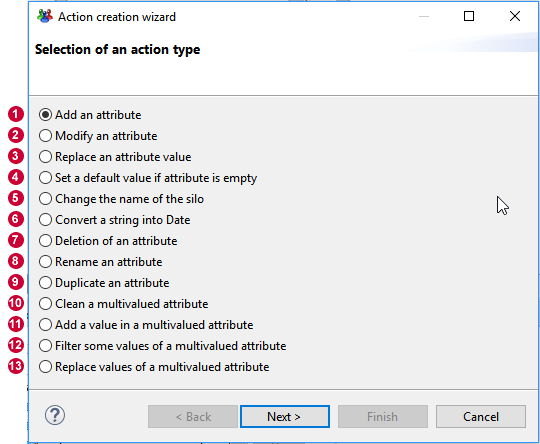 Action creation wizard
Selection of an action type
1 Add an attribute
2 Modify an attribute
3 Replace an attribute value
4 Set a default value if attribute is empty
5 Change the name of the silo
6 Convert a string into Date
7 Deletion of an attribute
8 Rename an attribute
9 Duplicate an attribute
10 Clean a multivalued attribute
11 Add a value in a multivalued attribute
12 Filter some values of a multivalued attribute
13 Replace values of a multivalued attribute
? < Back Next > Finish Cancel